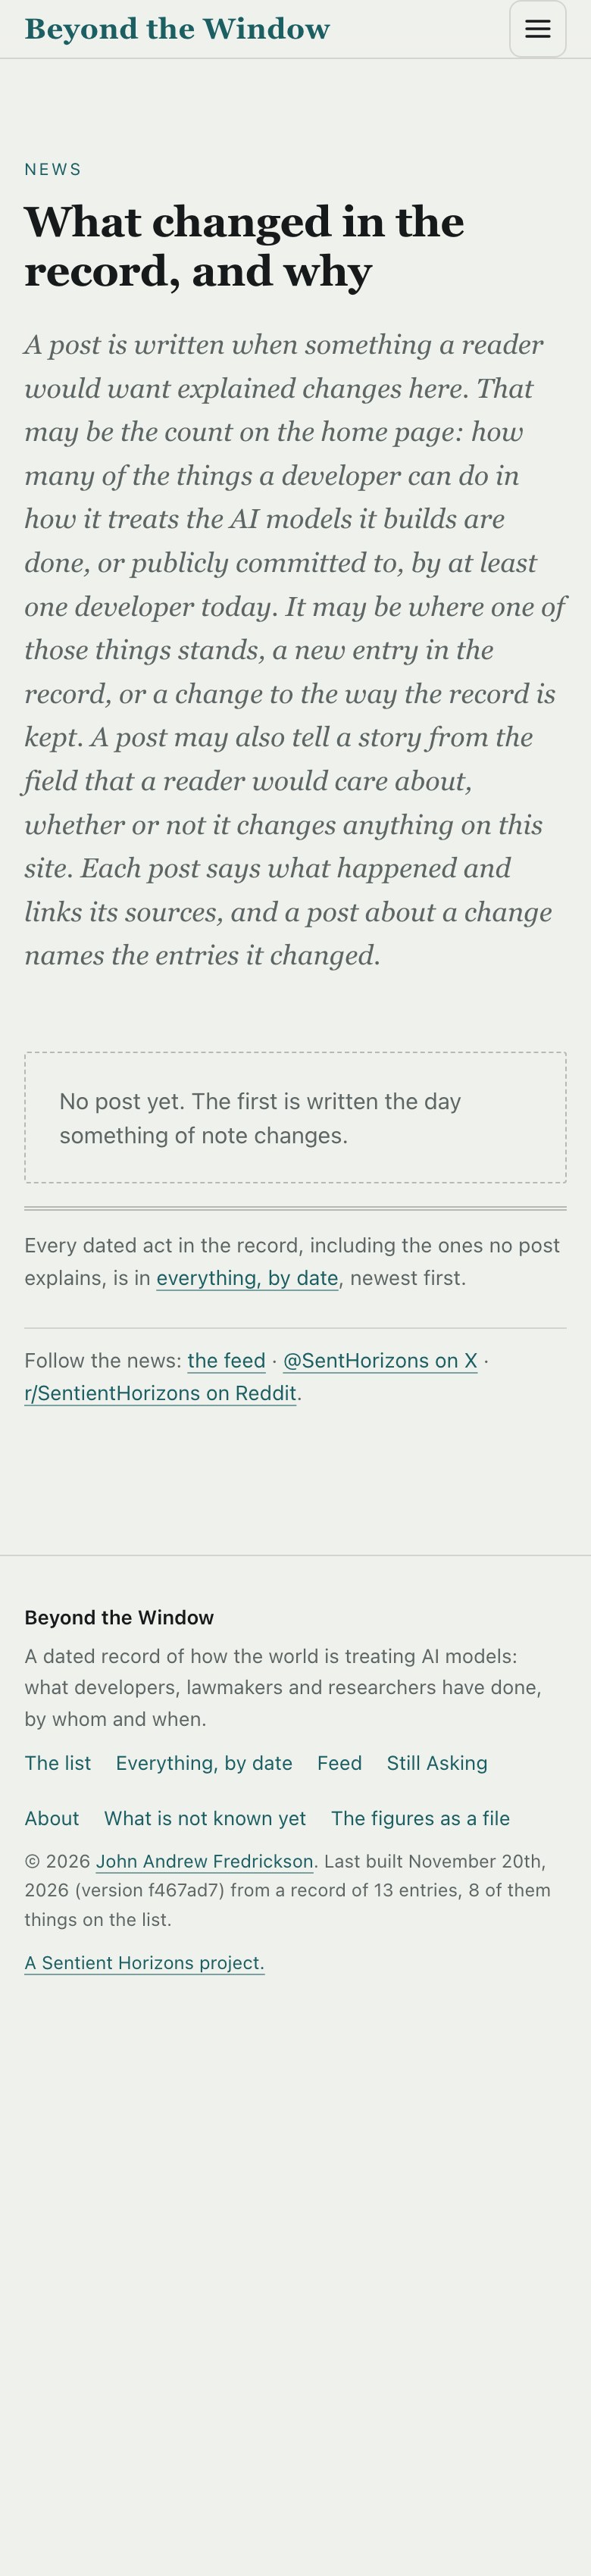 Beyond the Window
NEWS
What changed in the
record, and why
A post is written when something a reader
would want explained changes here. That
may be the count on the home page: how
many of the things a developer can do in
how it treats the AI models it builds are
done, or publicly committed to, by at least
one developer today. It may be where one of
those things stands, a new entry in the
record, or a change to the way the record is
kept. A post may also tell a story from the
field that a reader would care about,
whether or not it changes anything on this
site. Each post says what happened and
links its sources, and a post about a change
names the entries it changed.
No post yet. The first is written the day
something of note changes.
Every dated act in the record, including the ones no post
explains, is in everything, by date, newest first.
Follow the news: the feed · @SentHorizons on X ·
r/SentientHorizons on Reddit.
Beyond the Window
A dated record of how the world is treating AI models:
what developers, lawmakers and researchers have done,
by whom and when.
The list Everything, by date Feed Still Asking
About What is not known yet The figures as a file
© 2026 John Andrew Fredrickson. Last built November 20th,
2026 (version f467ad7) from a record of 13 entries, 8 of them
things on the list.
A Sentient Horizons project.